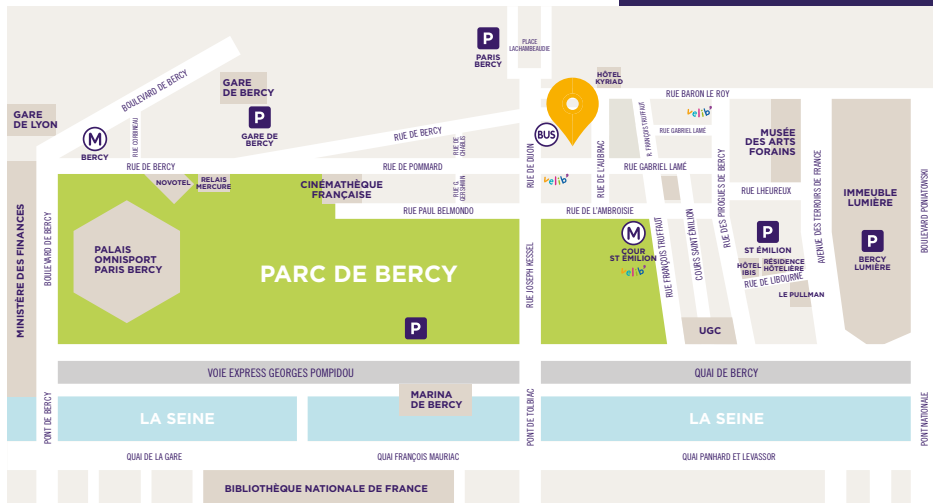 PLACE
LACHAMBEAUDIE
P
PARIS
BERCY
HÔTEL
KYRIAD
BOULEVARD DE BERCY
GARE
DE BERCY
RUE BARON LE ROY
GARE
DE LYON
P
GARE DE
BERCY
M
BERCY
RUE CORBINEAU
RUE DE BERCY
BUS
velib'
R. FRANÇOIS TRUFFAUT
RUE GABRIEL LAMÉ
MUSÉE
DES ARTS
FORAINS
RUE DE BERCY
RUE DE POMMARD
RUE DE
CHABLIS
RUE DE DIJON
RUE DE L'AUBRAC
RUE GABRIEL LAMÉ
NOVOTEL
RELAIS
MERCURE
CINÉMATHÈQUE
FRANÇAISE
RUE G.
GERSHWIN
velib'
RUE LHEUREUX
IMMEUBLE
LUMIÈRE
RUE PAUL BELMONDO
RUE DE L'AMBROISIE
MINISTÈRE DES FINANCES
BOULEVARD DE BERCY
PALAIS
OMNISPORT
PARIS BERCY
PARC DE BERCY
RUE JOSEPH KESSEL
M
COUR
ST ÉMILION
velib'
RUE FRANÇOIS TRUFFAUT
COURS SAINT ÉMILION
RUE DES PIROGUES DE BERCY
P
ST ÉMILION
HÔTEL
IBIS
RÉSIDENCE
HÔTELIÈRE
RUE DE LIBOURNE
LE PULLMAN
AVENUE DES TERROIRS DE FRANCE
P
BERCY
LUMIÈRE
BOULEVARD PONIATOWSKI
P
UGC
VOIE EXPRESS GEORGES POMPIDOU
QUAI DE BERCY
PONT DE BERCY
LA SEINE
MARINA
DE BERCY
PONT DE TOLBIAC
LA SEINE
PONT NATIONALE
QUAI DE LA GARE
QUAI FRANÇOIS MAURIAC
QUAI PANHARD ET LEVASSOR
BIBLIOTHÈQUE NATIONALE DE FRANCE